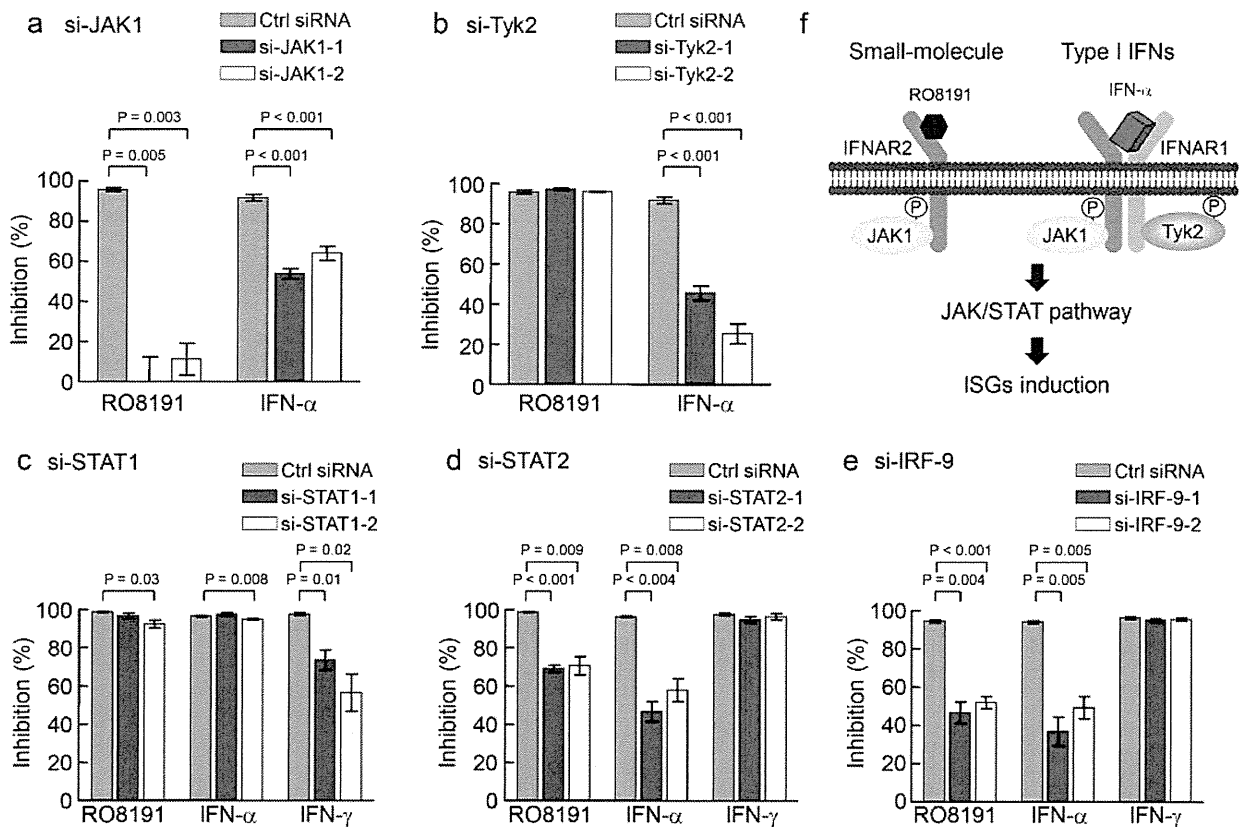 a si-JAK1
Ctrl siRNA
si-JAK1-1
si-JAK1-2
P = 0.003
P = 0.005
P < 0.001
P < 0.001
Inhibition (%)
100
80
60
40
20
0
RO8191
IFN-α
b si-Tyk2
Ctrl siRNA
si-Tyk2-1
si-Tyk2-2
P < 0.001
P < 0.001
Inhibition (%)
100
80
60
40
20
0
RO8191
IFN-α
f
Small-molecule
Type I IFNs
RO8191
IFN-α
IFNAR2
IFNAR1
P
P
P
JAK1
JAK1
Tyk2
JAK/STAT pathway
ISGs induction
c si-STAT1
Ctrl siRNA
si-STAT1-1
si-STAT1-2
P = 0.03
P = 0.008
P = 0.02
P = 0.01
Inhibition (%)
100
80
60
40
20
0
RO8191
IFN-α
IFN-γ
d si-STAT2
Ctrl siRNA
si-STAT2-1
si-STAT2-2
P = 0.009
P < 0.001
P = 0.008
P < 0.004
Inhibition (%)
100
80
60
40
20
0
RO8191
IFN-α
IFN-γ
e si-IRF-9
Ctrl siRNA
si-IRF-9-1
si-IRF-9-2
P < 0.001
P = 0.004
P = 0.005
P = 0.005
Inhibition (%)
100
80
60
40
20
0
RO8191
IFN-α
IFN-γ